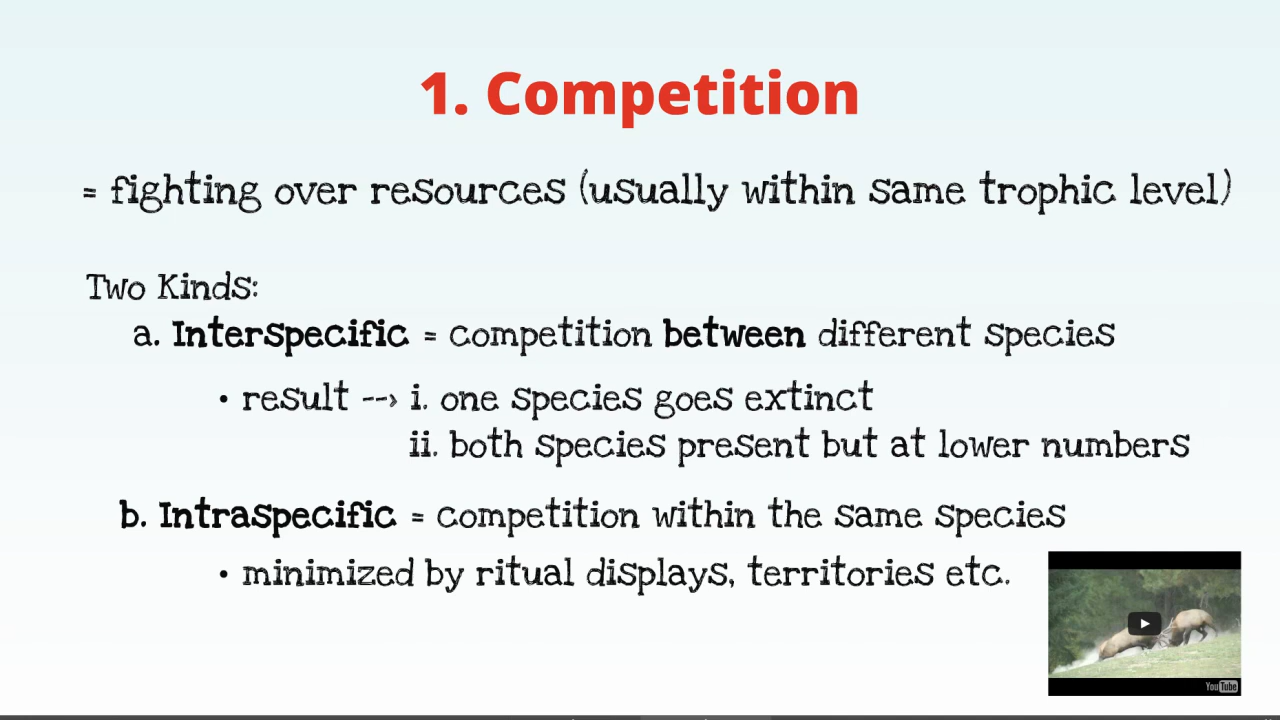 1. Competition
= fighting over resources (usually within same trophic level)
Two Kinds:
a. Interspecific = competition between different species
• result --> i. one species goes extinct
ii. both species present but at lower numbers
b. Intraspecific = competition within the same species
• minimized by ritual displays, territories etc.
YouTube